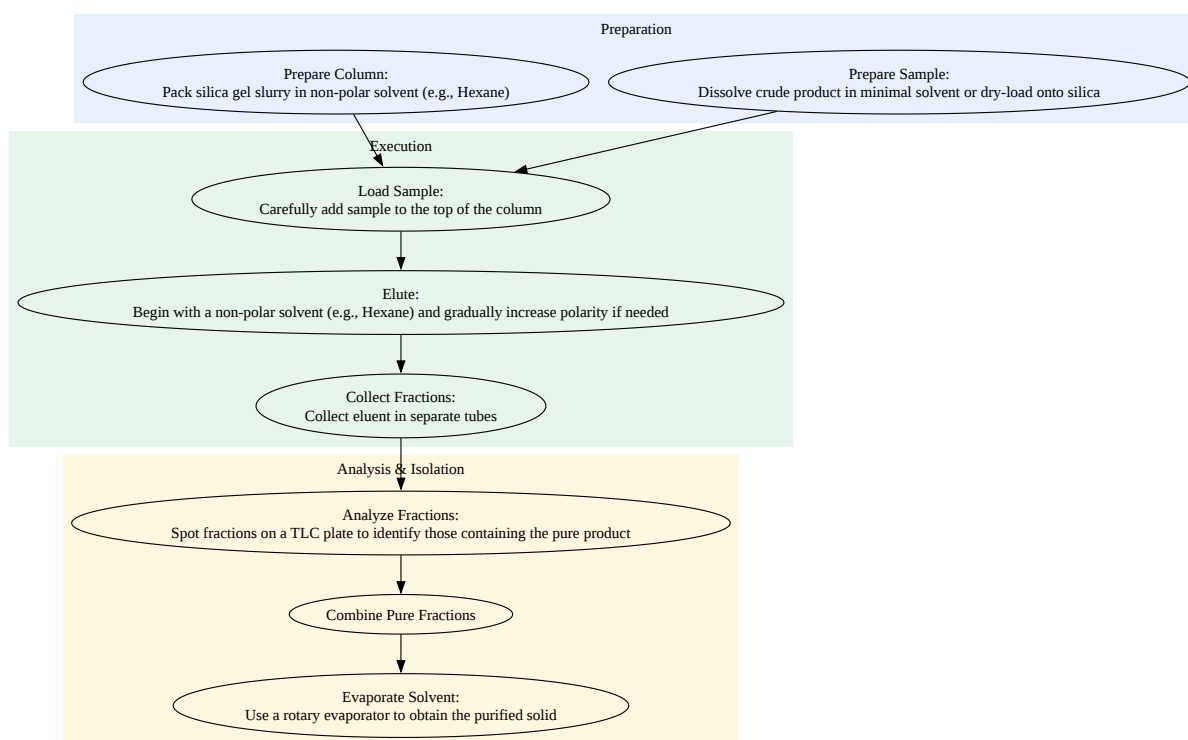 Preparation
Prepare Column:
Pack silica gel slurry in non-polar solvent (e.g., Hexane)
Prepare Sample:
Dissolve crude product in minimal solvent or dry-load onto silica
Execution
Load Sample:
Carefully add sample to the top of the column
Elute:
Begin with a non-polar solvent (e.g., Hexane) and gradually increase polarity if needed
Collect Fractions:
Collect eluent in separate tubes
Analysis & Isolation
Analyze Fractions:
Spot fractions on a TLC plate to identify those containing the pure product
Combine Pure Fractions
Evaporate Solvent:
Use a rotary evaporator to obtain the purified solid